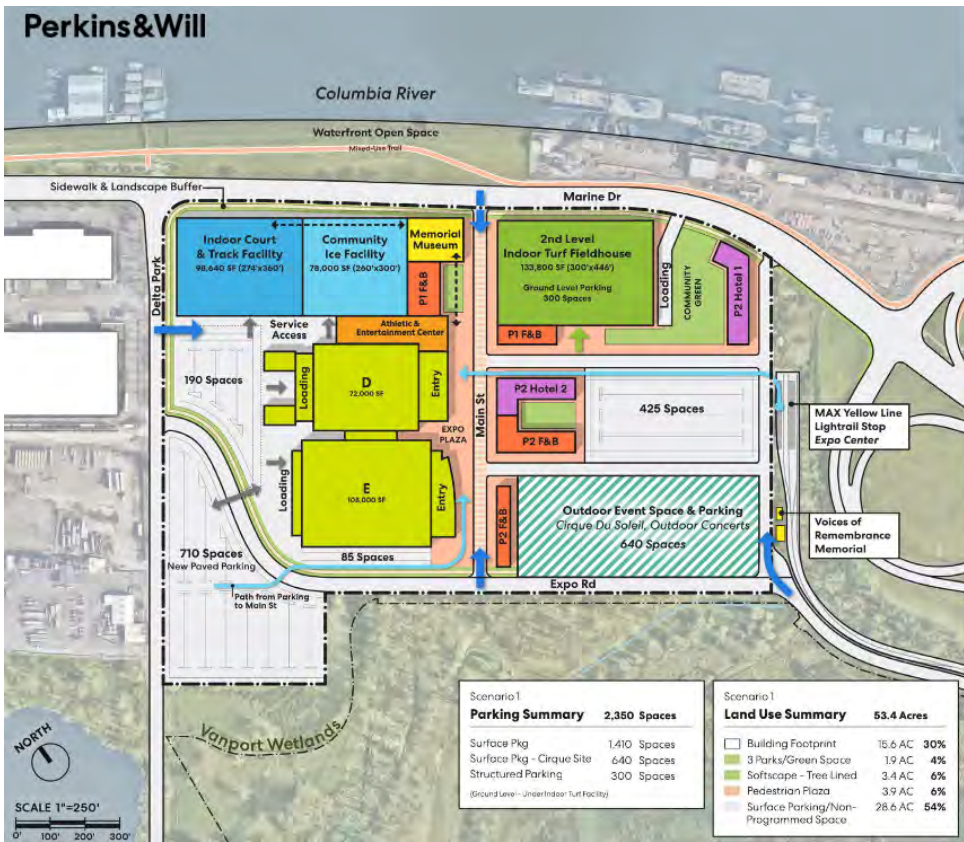 Perkins&Will
Columbia River
Waterfront Open Space
Mixed-Use Trail
Sidewalk & Landscape Buffer
Marine Dr
Delta Park
Indoor Court
& Track Facility
98,640 SF (274'x360')
Community
Ice Facility
78,000 SF (260'x300')
Memorial
Museum
P1 F&B
2nd Level
Indoor Turf Fieldhouse
133,800 SF (300'x446')
Ground Level Parking
300 Spaces
Loading
COMMUNITY
GREEN
P2 Hotel 1
Service
Access
Athletic &
Entertainment Center
P1 F&B
190 Spaces
Loading
D
72,000 SF
Entry
EXPO
PLAZA
Main St
P2 Hotel 2
P2 F&B
425 Spaces
MAX Yellow Line
Lightrail Stop
Expo Center
Loading
E
108,000 SF
Entry
P2 F&B
Outdoor Event Space & Parking
Cirque Du Soleil, Outdoor Concerts
640 Spaces
Voices of
Remembrance
Memorial
710 Spaces
New Paved Parking
85 Spaces
Path from Parking
to Main St
Expo Rd
Vanport Wetlands
NORTH
SCALE 1"=250'
0' 100' 200' 300'
Scenario 1
Parking Summary 2,350 Spaces
Surface Pkg 1,410 Spaces
Surface Pkg - Cirque Site 640 Spaces
Structured Parking 300 Spaces
(Ground Level - Under Indoor Turf Facility)
Scenario 1
Land Use Summary 53.4 Acres
Building Footprint 15.6 AC 30%
3 Parks/Green Space 1.9 AC 4%
Softscape - Tree Lined 3.4 AC 6%
Pedestrian Plaza 3.9 AC 6%
Surface Parking/Non-
Programmed Space 28.6 AC 54%